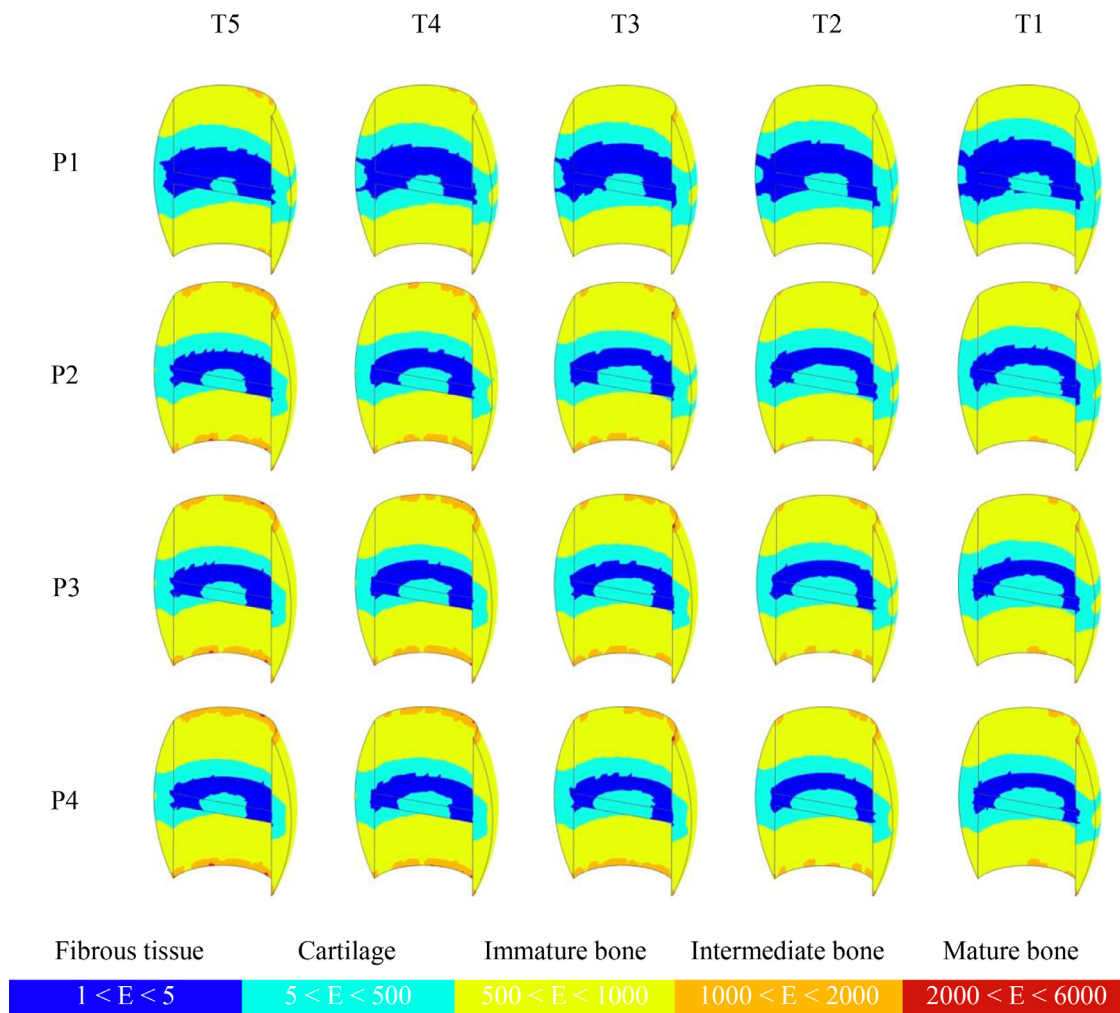 T5 T4 T3 T2 T1
P1
P2
P3
P4
Fibrous tissue Cartilage Immature bone Intermediate bone Mature bone
1 < E < 5 5 < E < 500 500 < E < 1000 1000 < E < 2000 2000 < E < 6000